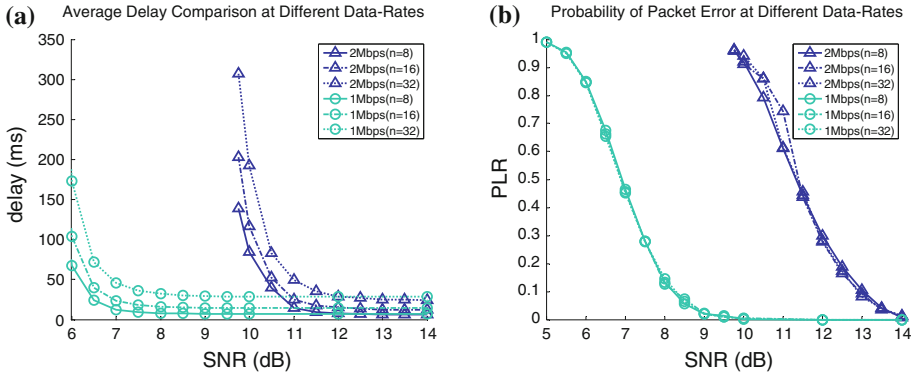 (a)
Average Delay Comparison at Different Data-Rates
350
300
250
200
150
100
50
0
delay (ms)
2Mbps(n=8)
2Mbps(n=16)
2Mbps(n=32)
1Mbps(n=8)
1Mbps(n=16)
1Mbps(n=32)
6 7 8 9 10 11 12 13 14
SNR (dB)
(b)
Probability of Packet Error at Different Data-Rates
1
0.9
0.8
0.7
0.6
0.5
0.4
0.3
0.2
0.1
0
PLR
2Mbps(n=8)
2Mbps(n=16)
2Mbps(n=32)
1Mbps(n=8)
1Mbps(n=16)
1Mbps(n=32)
5 6 7 8 9 10 11 12 13 14
SNR (dB)